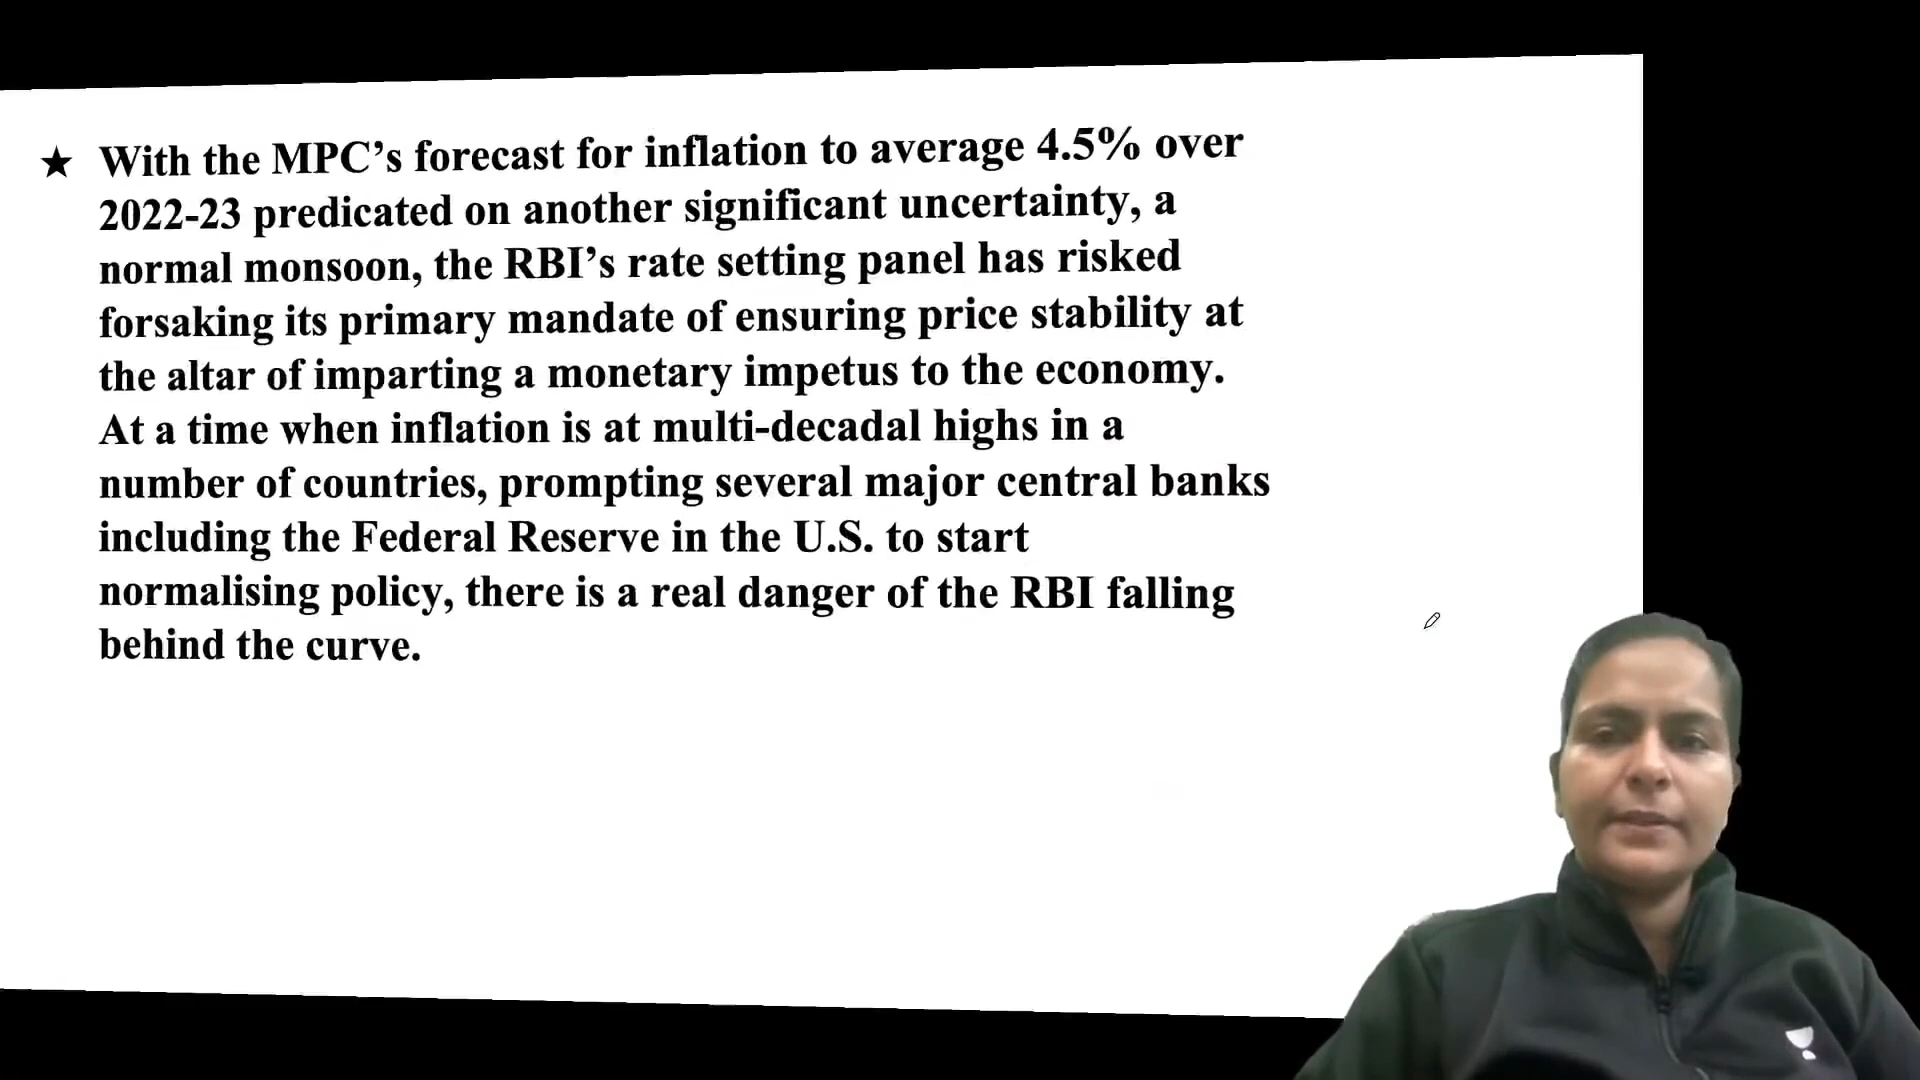 ★ With the MPC’s forecast for inflation to average 4.5% over
2022-23 predicated on another significant uncertainty, a
normal monsoon, the RBI’s rate setting panel has risked
forsaking its primary mandate of ensuring price stability at
the altar of imparting a monetary impetus to the economy.
At a time when inflation is at multi-decadal highs in a
number of countries, prompting several major central banks
including the Federal Reserve in the U.S. to start
normalising policy, there is a real danger of the RBI falling
behind the curve.